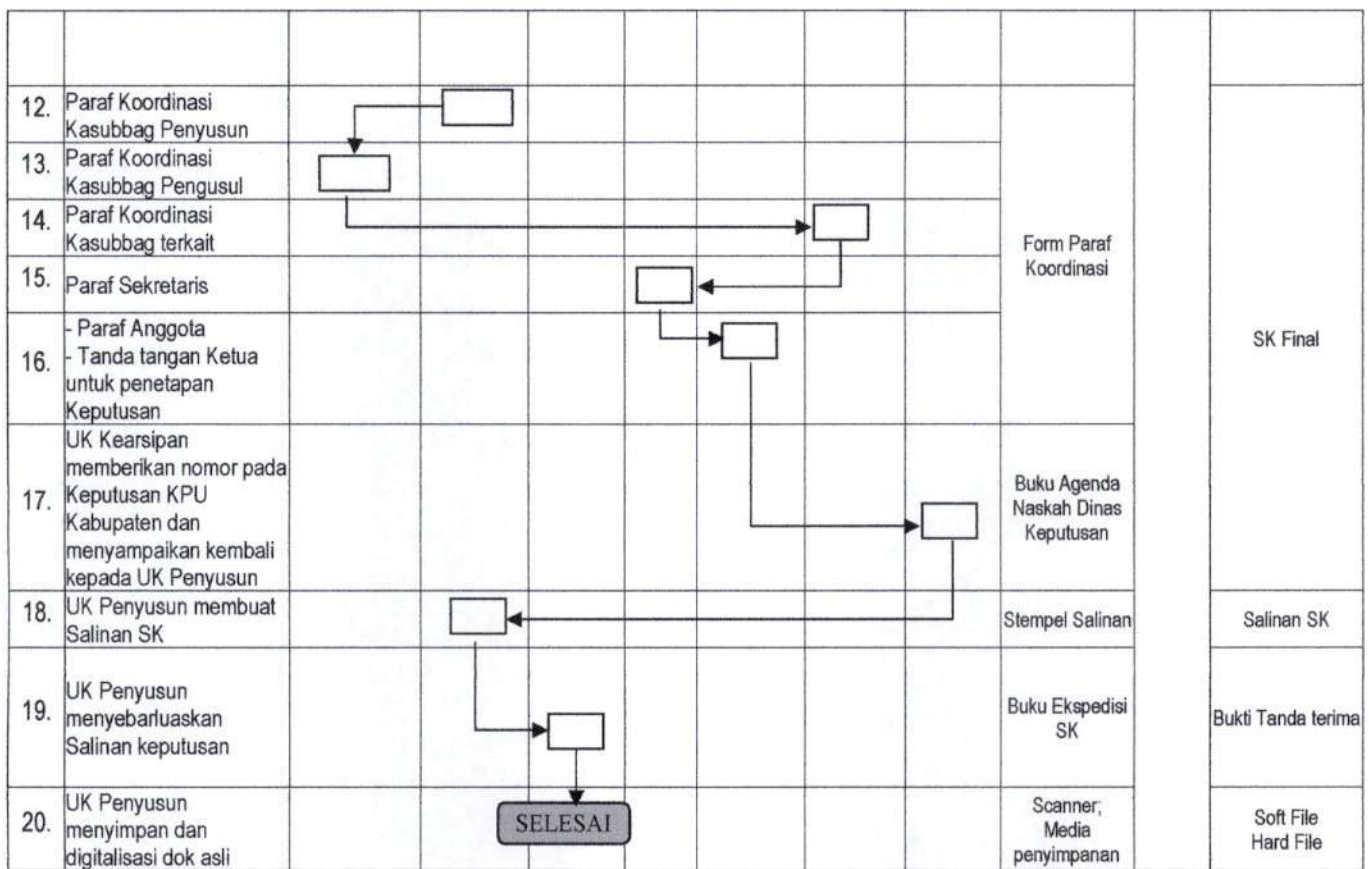 12.
Paraf Koordinasi
Kasubbag Penyusun
13.
Paraf Koordinasi
Kasubbag Pengusul
14.
Paraf Koordinasi
Kasubbag terkait
15.
Paraf Sekretaris
Form Paraf
Koordinasi
16.
- Paraf Anggota
- Tanda tangan Ketua
untuk penetapan
Keputusan
SK Final
17.
UK Kearsipan
memberikan nomor pada
Keputusan KPU
Kabupaten dan
menyampaikan kembali
kepada UK Penyusun
Buku Agenda
Naskah Dinas
Keputusan
18.
UK Penyusun membuat
Salinan SK
Stempel Salinan
Salinan SK
19.
UK Penyusun
menyebarluaskan
Salinan keputusan
Buku Ekspedisi
SK
Bukti Tanda terima
20.
UK Penyusun
menyimpan dan
digitalisasi dok asli
SELESAI
Scanner;
Media
penyimpanan
Soft File
Hard File